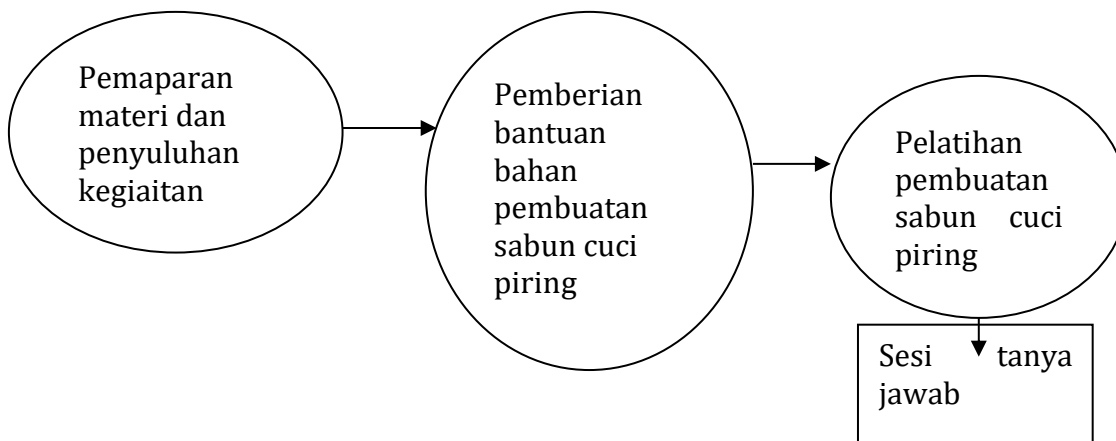 Pemaparan
materi dan
penyuluhan
kegiaitan
Pemberian
bantuan
bahan
pembuatan
sabun cuci
piring
Pelatihan
pembuatan
sabun cuci
piring
Sesi tanya
jawab